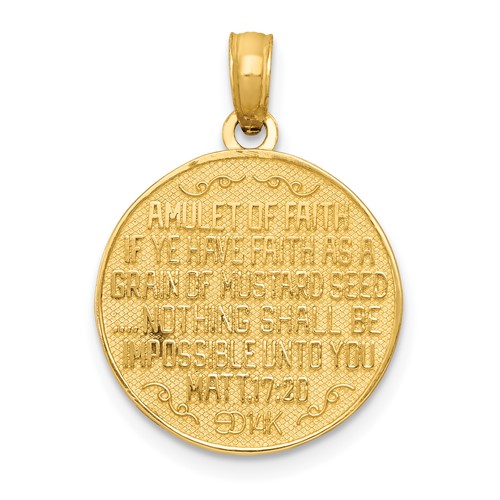 AMULET OF FAITH
IF YE HAVE FAITH AS A
GRAIN OF MUSTARD SEED
....NOTHING SHALL BE
IMPOSSIBLE UNTO YOU
MATT.17:20
14K